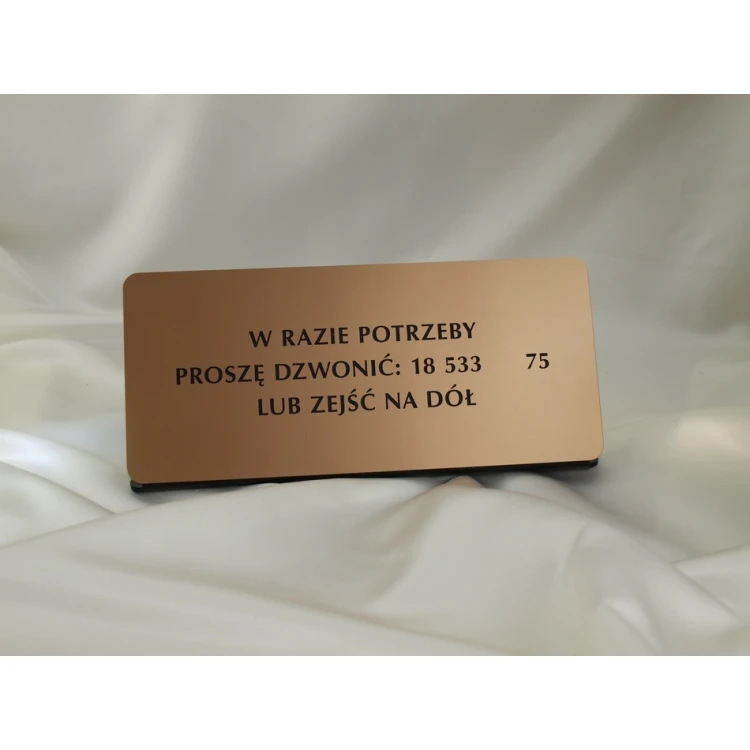 W RAZIE POTRZEBY
PROSZĘ DZWONIĆ: 18 533 75
LUB ZEJŚĆ NA DÓŁ